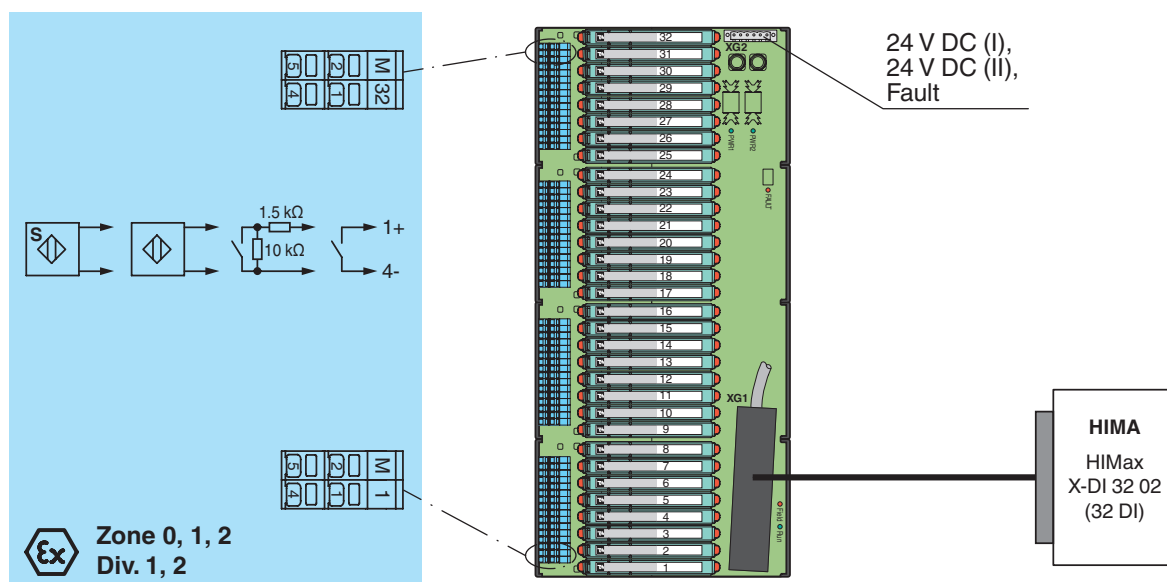 5 2 M
4 1 32
1.5 kΩ
10 kΩ
S
1+
4-
5 2 M
4 1 1
Ex
Zone 0, 1, 2
Div. 1, 2
32
31
30
29
28
27
26
25
24
23
22
21
20
19
18
17
16
15
14
13
12
11
10
9
8
7
6
5
4
3
2
1
XG2
PWR1
PWR2
FAULT
XG1
Field
Run
24 V DC (I),
24 V DC (II),
Fault
HIMA
HIMax
X-DI 32 02
(32 DI)